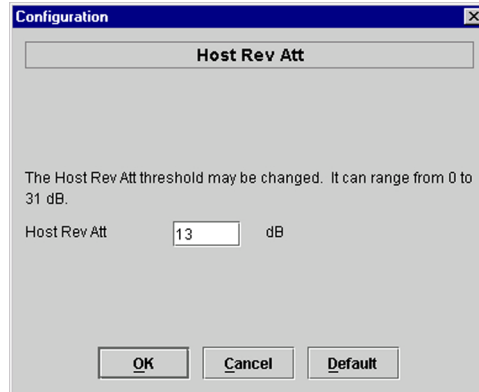 Configuration
Host Rev Att
The Host Rev Att threshold may be changed. It can range from 0 to
31 dB.
Host Rev Att 13 dB
OK Cancel Default